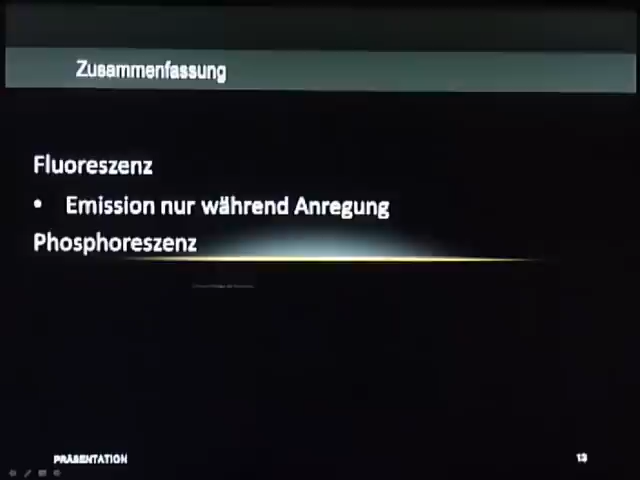 Zusammenfassung
Fluoreszenz
• Emission nur während Anregung
Phosphoreszenz
PRÄSENTATION
13